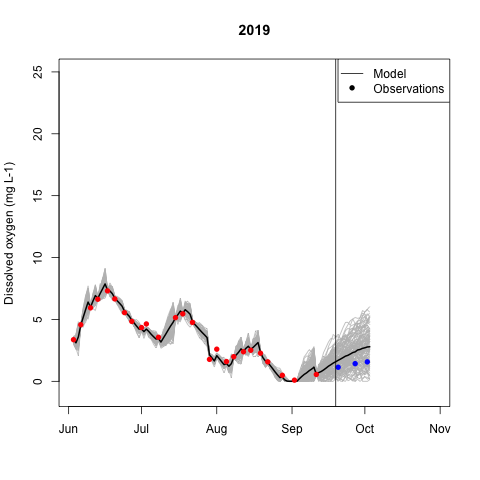 2019
Dissolved oxygen (mg L-1)
25
20
15
10
5
0
Jun Jul Aug Sep Oct Nov
Model
Observations